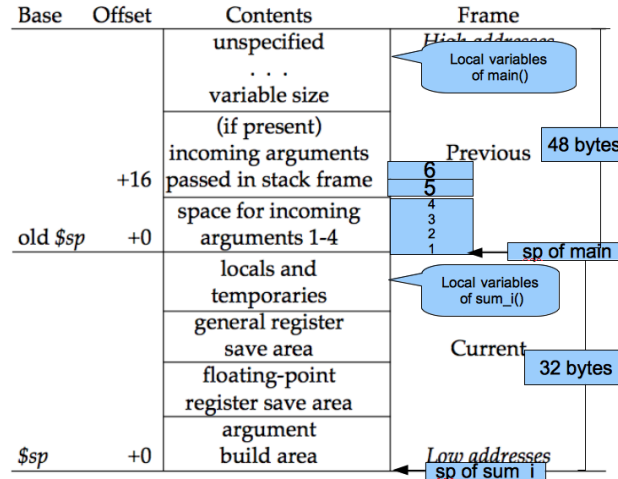 Base Offset Contents Frame
unspecified High addresses
. . .
variable size
Local variables
of main()
(if present)
incoming arguments Previous
+16 passed in stack frame
6
5
48 bytes
space for incoming
old $sp +0 arguments 1-4
4
3
2
1
sp of main
locals and
temporaries
Local variables
of sum_i()
general register
save area Current
32 bytes
floating-point
register save area
argument
$sp +0 build area Low addresses
sp of sum_i